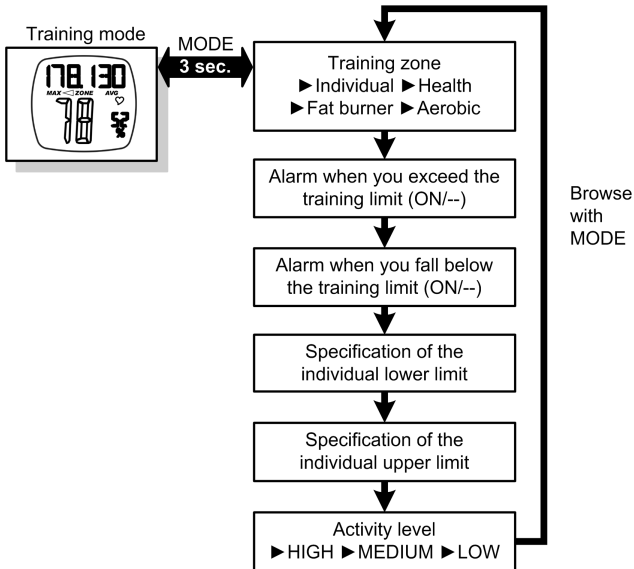 Training mode
178.130
MAX ZONE AVG
78
52
%
MODE
3 sec.
Training zone
►Individual ►Health
►Fat burner ►Aerobic
Alarm when you exceed the
training limit (ON/--)
Alarm when you fall below
the training limit (ON/--)
Specification of the
individual lower limit
Specification of the
individual upper limit
Activity level
►HIGH ►MEDIUM ►LOW
Browse
with
MODE